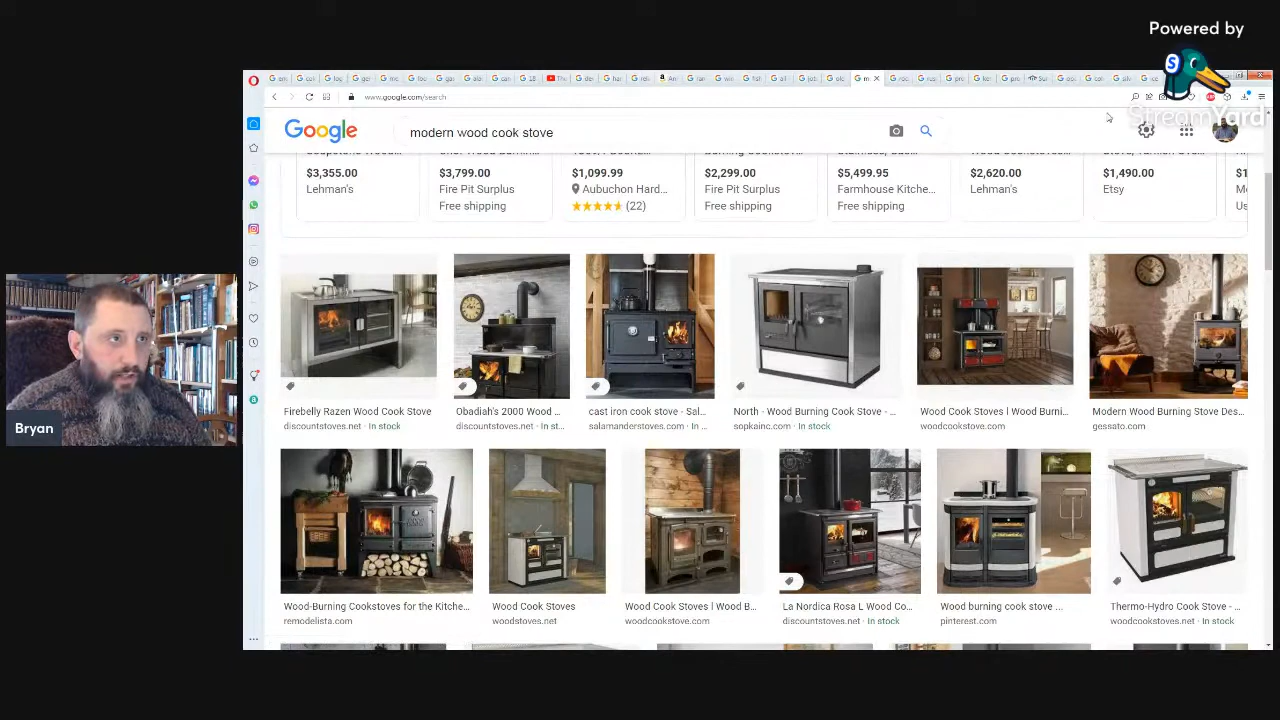 Powered by
StreamYard
www.google.com/search
Google
modern wood cook stove
$3,355.00
Lehman's
$3,799.00
Fire Pit Surplus
Free shipping
$1,099.99
Aubuchon Hard...
(22)
$2,299.00
Fire Pit Surplus
Free shipping
$5,499.95
Farmhouse Kitche...
Free shipping
$2,620.00
Lehman's
$1,490.00
Etsy
Firebelly Razen Wood Cook Stove
discountstoves.net · In stock
Obadiah's 2000 Wood ...
discountstoves.net · In st...
cast iron cook stove - Sal...
salamanderstoves.com · In ...
North - Wood Burning Cook Stove - ...
sopkainc.com · In stock
Wood Cook Stoves | Wood Burni...
woodcookstove.com
Modern Wood Burning Stove Des...
gessato.com
Bryan
Wood-Burning Cookstoves for the Kitche...
remodelista.com
Wood Cook Stoves
woodstoves.net
Wood Cook Stoves | Wood B...
woodcookstove.com
La Nordica Rosa L Wood Co...
discountstoves.net · In stock
Wood burning cook stove ...
pinterest.com
Thermo-Hydro Cook Stove - ...
woodcookstoves.net · In stock